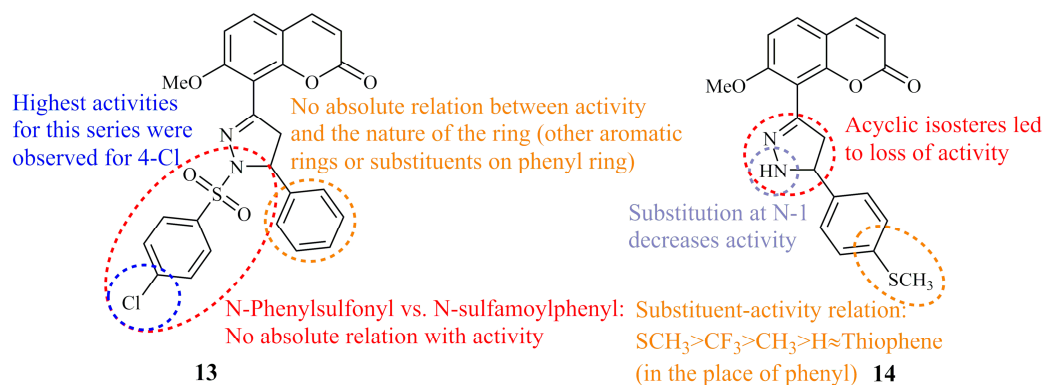 MeO
O
O
Highest activities
for this series were
observed for 4-Cl
N
N
O
S
O
Cl
No absolute relation between activity
and the nature of the ring (other aromatic
rings or substituents on phenyl ring)
N-Phenylsulfonyl vs. N-sulfamoylphenyl:
No absolute relation with activity
13
MeO
O
O
N
HN
Acyclic isosteres led
to loss of activity
Substitution at N-1
decreases activity
SCH₃
Substituent-activity relation:
SCH₃>CF₃>CH₃>H≈Thiophene
(in the place of phenyl)
14